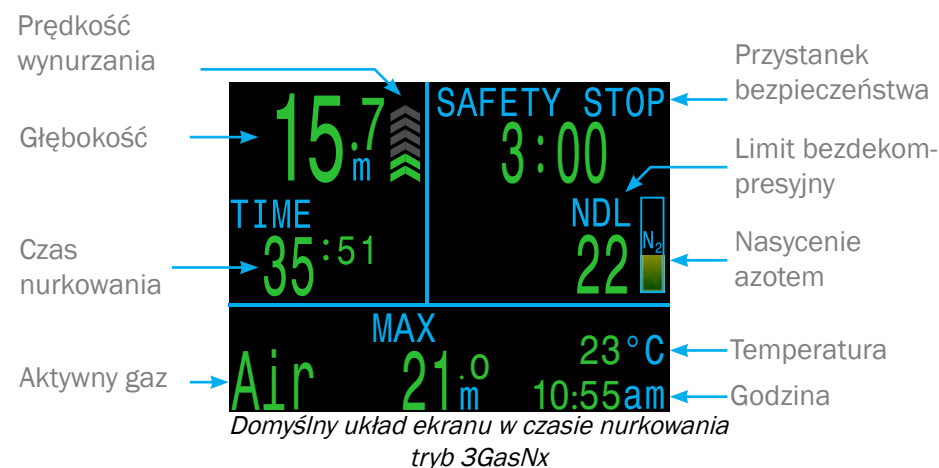 Prędkość
wynurzania
Głębokość
Czas
nurkowania
Aktywny gaz
15.7
m
TIME
35:51
SAFETY STOP
3:00
NDL
22
N2
MAX
Air
21.0
m
23°C
10:55am
Przystanek
bezpieczeństwa
Limit bezdekom-
presyjny
Nasycenie
azotem
Temperatura
Godzina
Domyślny układ ekranu w czasie nurkowania
tryb 3GasNx